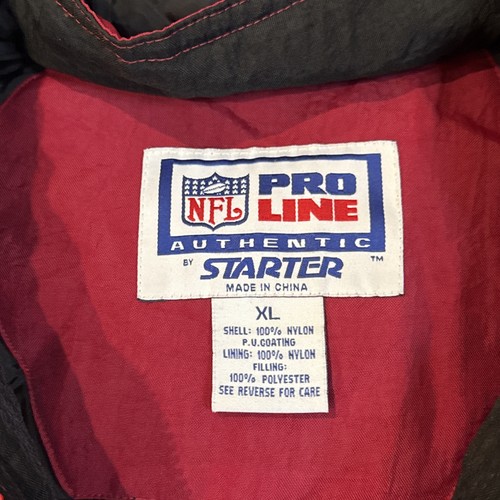 NFL PRO
LINE
AUTHENTIC
BY STARTER ™
MADE IN CHINA
XL
SHELL: 100% NYLON
P.U.COATING
LINING: 100% NYLON
FILLING:
100% POLYESTER
SEE REVERSE FOR CARE